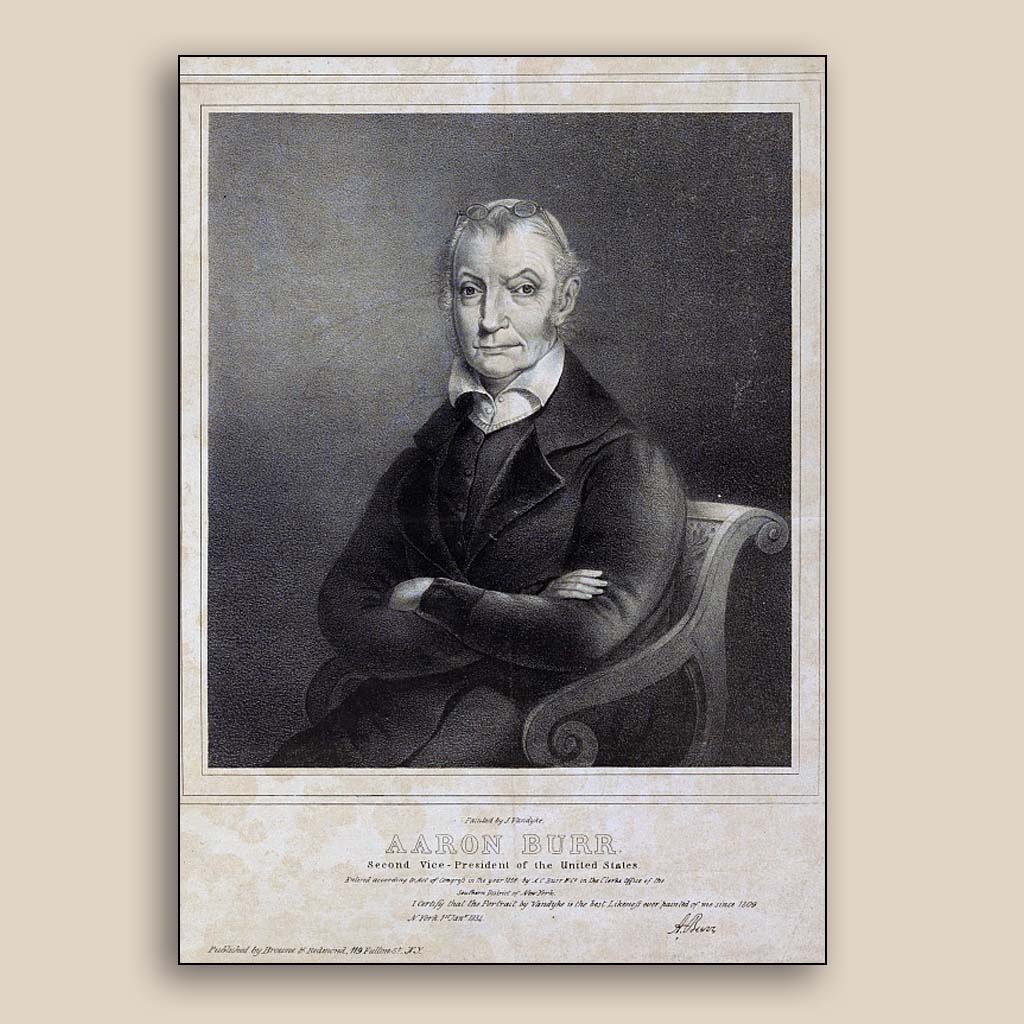 Painted by J. Vandyke.
AARON BURR.
Second Vice-President of the United States.
Entered according to Act of Congress in the year 18 by A C Burr & Co in the Clerks Office of the
Southern District of New York.
I Certify that the Portrait by Vandyke is the best Likeness ever painted of me since 1809
N York 1st Jany 1834
A. Burr
Published by Browne & Redmond, 119 Fulton St. N.Y.